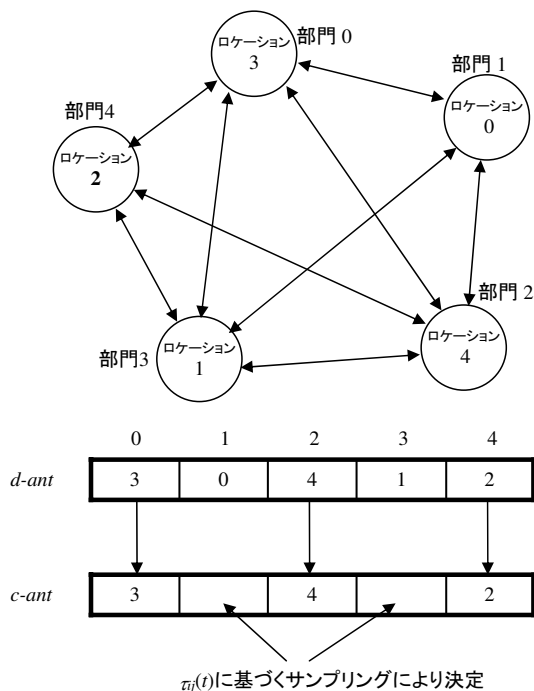 ロケーション
3
部門 0
部門 1
ロケーション
0
部門4
ロケーション
2
部門 2
ロケーション
4
部門3
ロケーション
1
0 1 2 3 4
d-ant 3 0 4 1 2
c-ant 3 4 2
τij(t)に基づくサンプリングにより決定